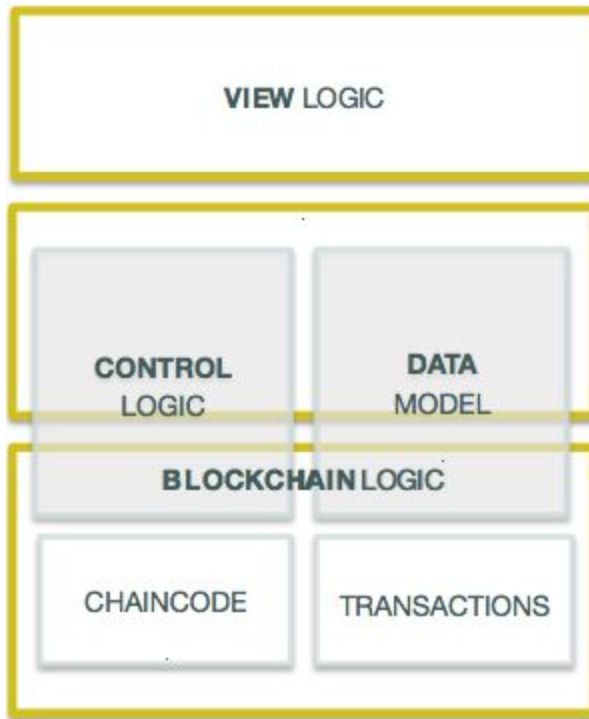 VIEW LOGIC
CONTROL
LOGIC
DATA
MODEL
BLOCKCHAIN LOGIC
CHAINCODE
TRANSACTIONS